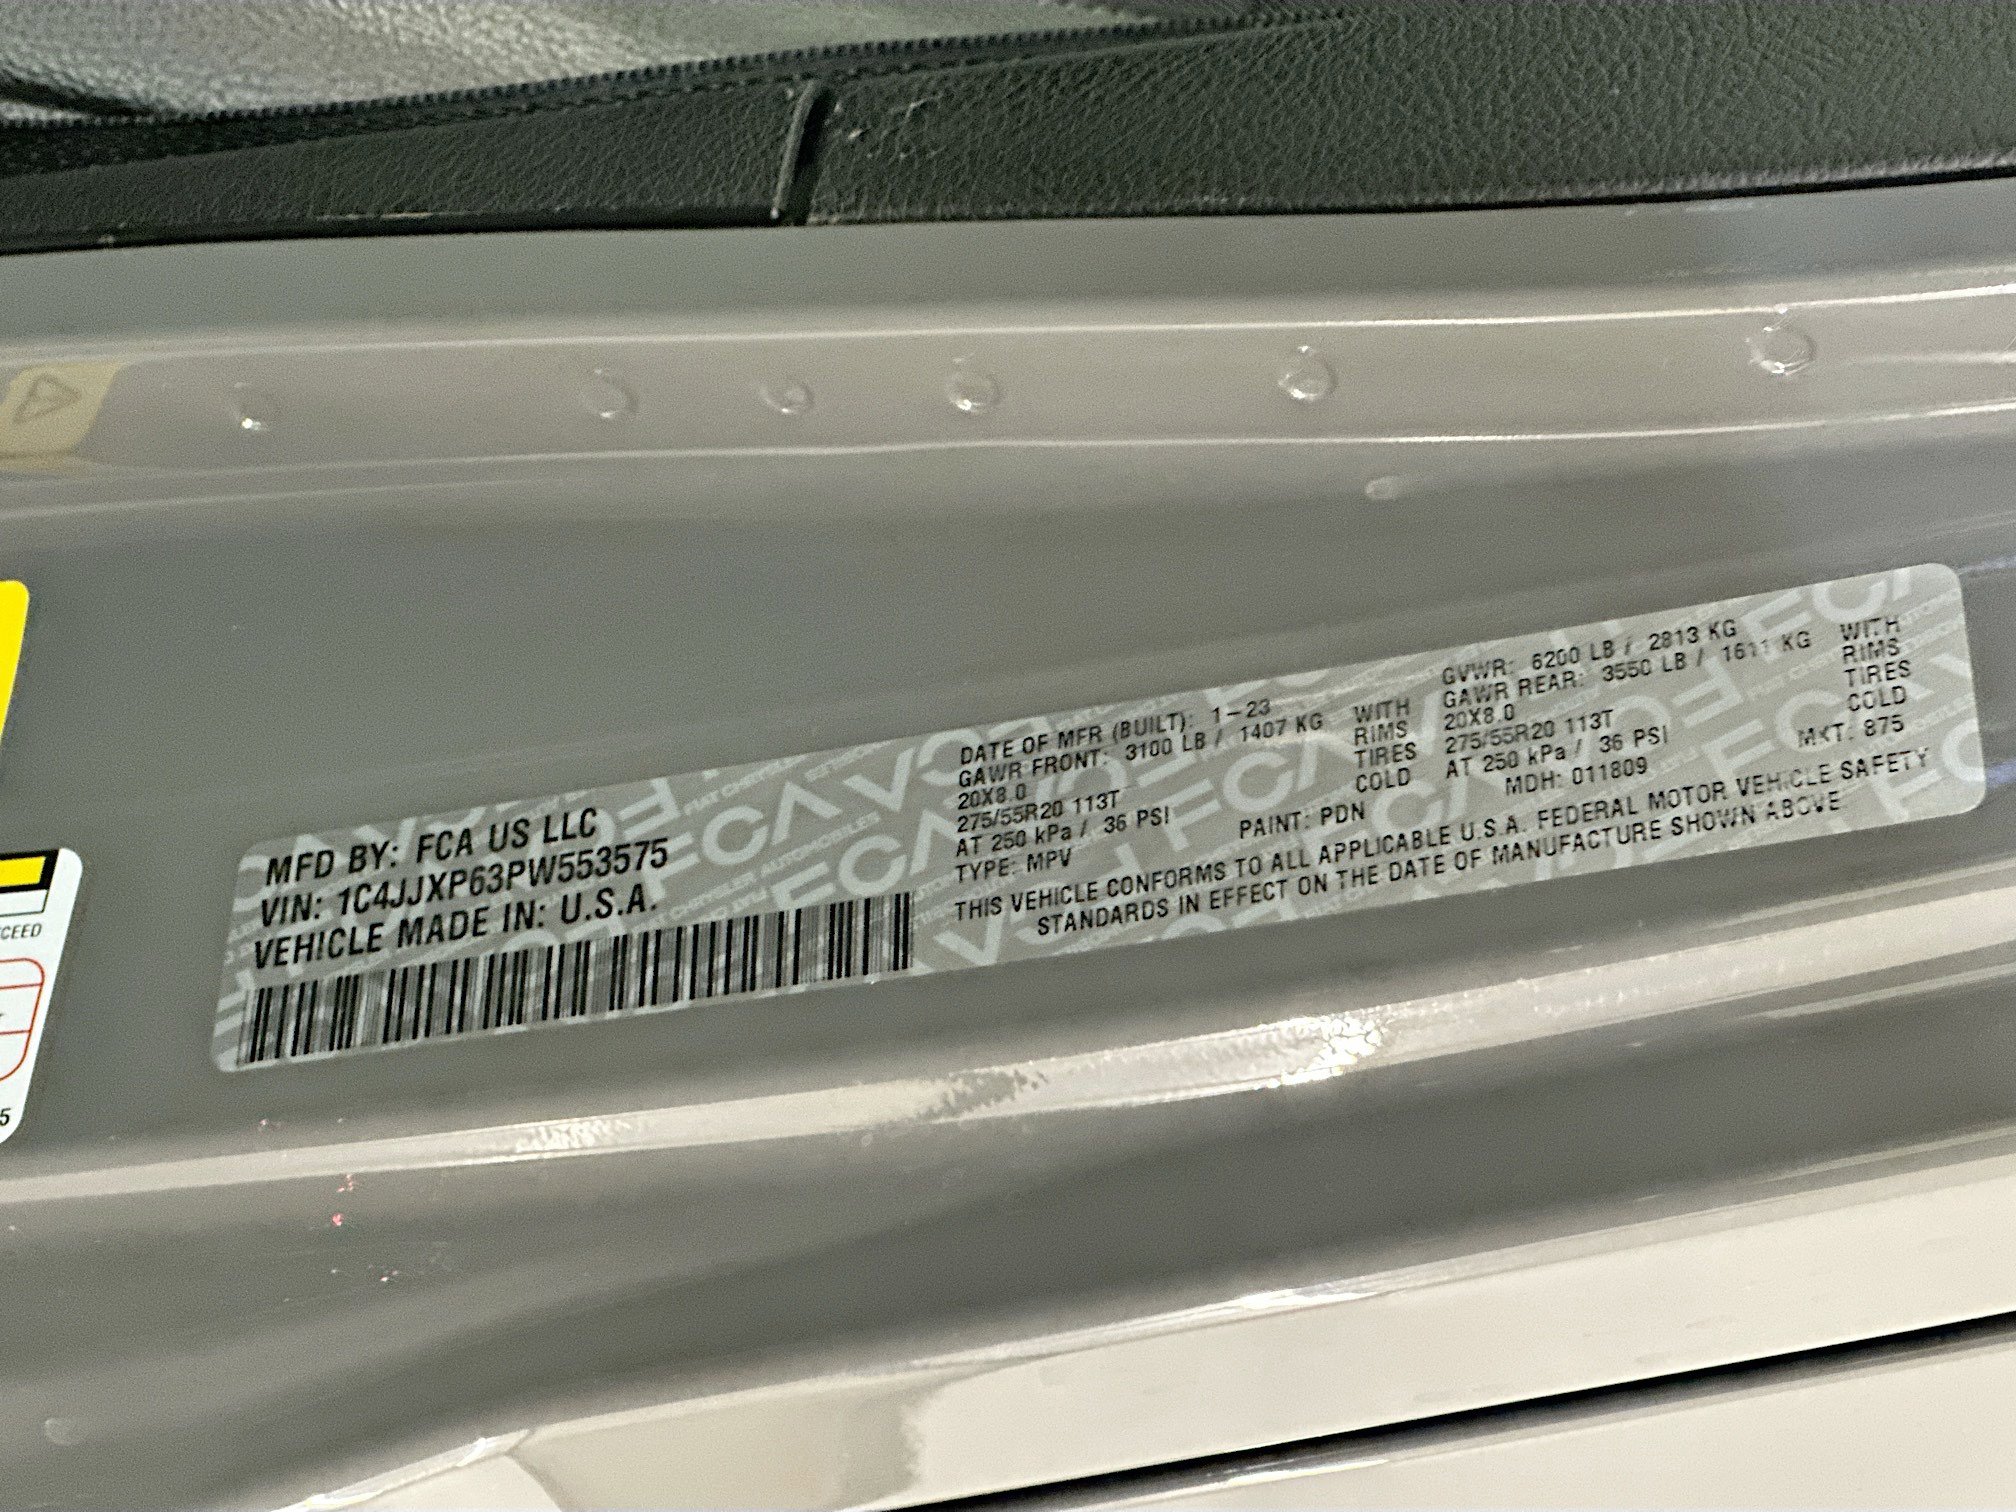 MFD BY: FCA US LLC
VIN: 1C4JJXP63PW553575
VEHICLE MADE IN: U.S.A.
DATE OF MFR (BUILT): 1-23 GVWR: 6200 LB / 2813 KG
GAWR FRONT: 3100 LB / 1407 KG WITH GAWR REAR: 3550 LB / 1611 KG WITH
20X8.0 RIMS 20X8.0 RIMS
275/55R20 113T TIRES 275/55R20 113T TIRES
AT 250 kPa / 36 PSI COLD AT 250 kPa / 36 PSI COLD
TYPE: MPV PAINT: PDN MDH: 011809 MKT: 875
THIS VEHICLE CONFORMS TO ALL APPLICABLE U.S.A. FEDERAL MOTOR VEHICLE SAFETY
STANDARDS IN EFFECT ON THE DATE OF MANUFACTURE SHOWN ABOVE
FCA
CEED
5